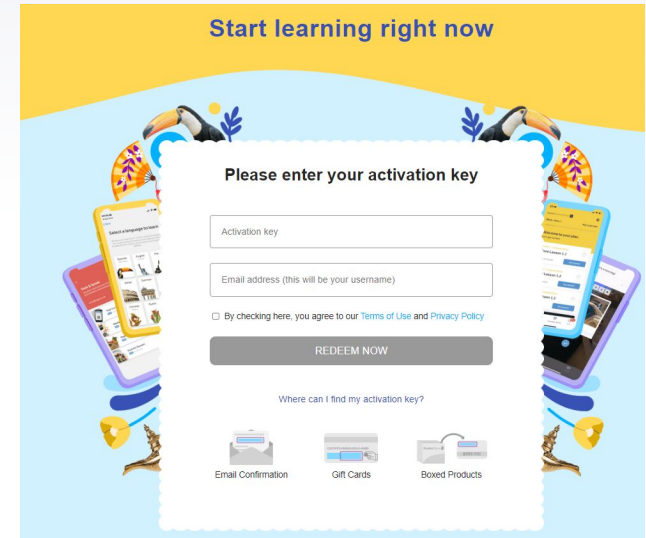 Start learning right now
Please enter your activation key
Activation key
Email address (this will be your username)
By checking here, you agree to our Terms of Use and Privacy Policy
REDEEM NOW
Where can I find my activation key?
Email Confirmation
Gift Cards
Boxed Products